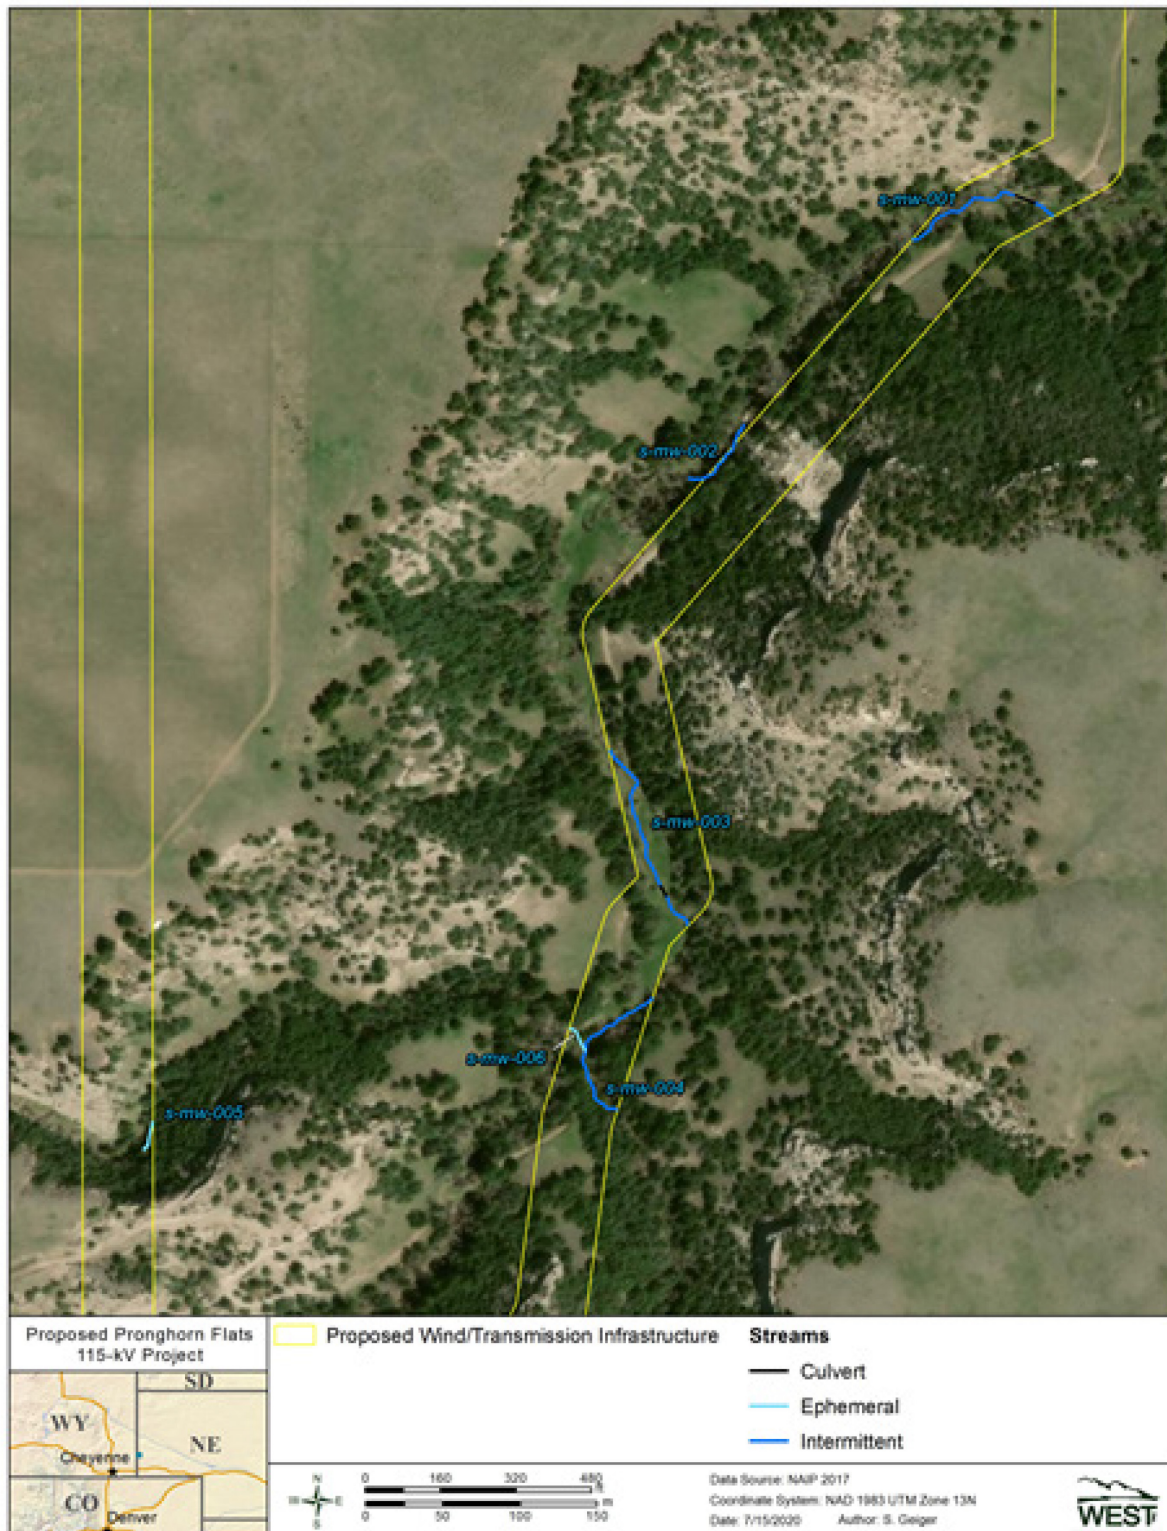 s-mw-001
s-mw-002
s-mw-003
s-mw-006
s-mw-004
s-mw-005
Proposed Pronghorn Flats
115-kV Project
SD
WY
NE
Cheyenne
CO
Denver
Proposed Wind/Transmission Infrastructure
Streams
Culvert
Ephemeral
Intermittent
N
W E
S
0 160 320 480
ft
m
0 50 100 150
Data Source: NAIP 2017
Coordinate System: NAD 1983 UTM Zone 13N
Date: 7/15/2020 Author: S. Geiger
WEST